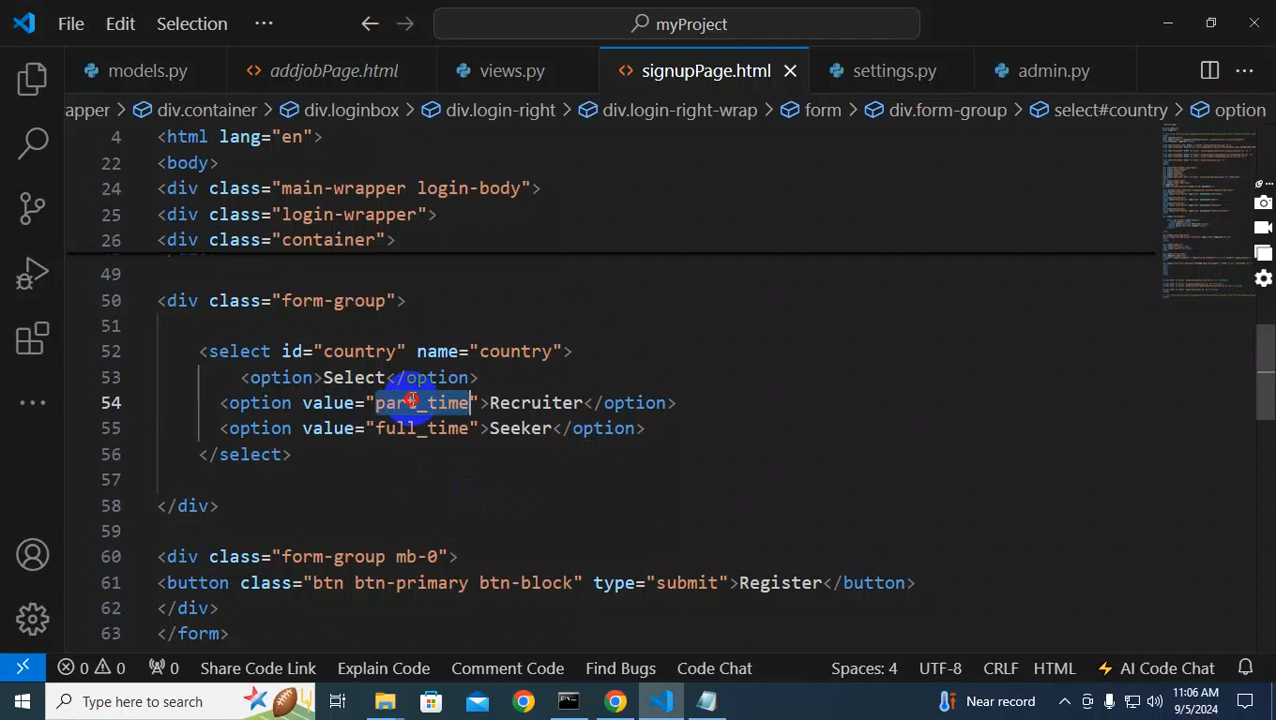 File Edit Selection ··· myProject
models.py addjobPage.html views.py signupPage.html settings.py admin.py ···
apper > div.container > div.loginbox > div.login-right > div.login-right-wrap > form > div.form-group > select#country > option
4 <html lang="en">
22 <body>
24 <div class="main-wrapper login-body">
25 <div class="login-wrapper">
26 <div class="container">
49
50 <div class="form-group">
51
52 <select id="country" name="country">
53 <option>Select</option>
54 <option value="part_time">Recruiter</option>
55 <option value="full_time">Seeker</option>
56 </select>
57
58 </div>
59
60 <div class="form-group mb-0">
61 <button class="btn btn-primary btn-block" type="submit">Register</button>
62 </div>
63 </form>
0 0 0 Share Code Link Explain Code Comment Code Find Bugs Code Chat Spaces: 4 UTF-8 CRLF HTML AI Code Chat
Type here to search Near record 11:06 AM
9/5/2024